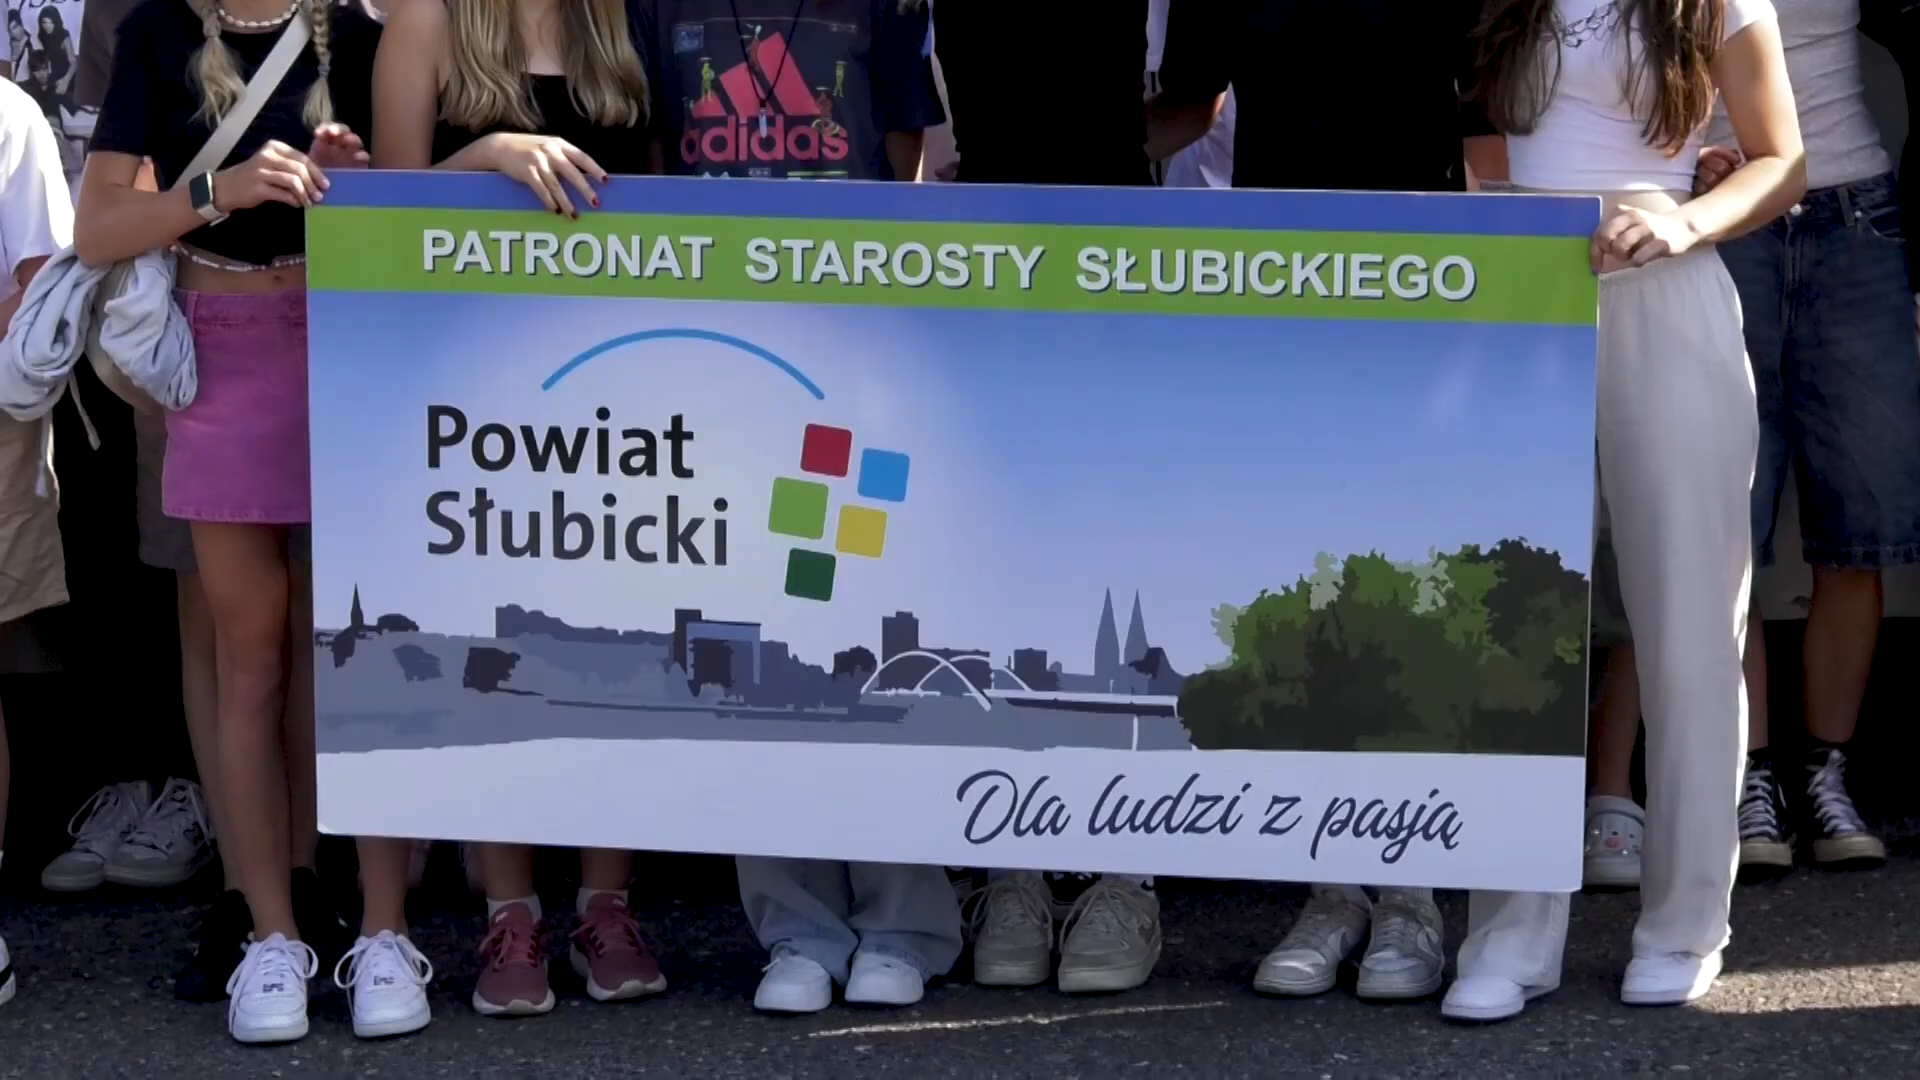 adidas
PATRONAT STAROSTY SŁUBICKIEGO
Powiat
Słubicki
Dla ludzi z pasją